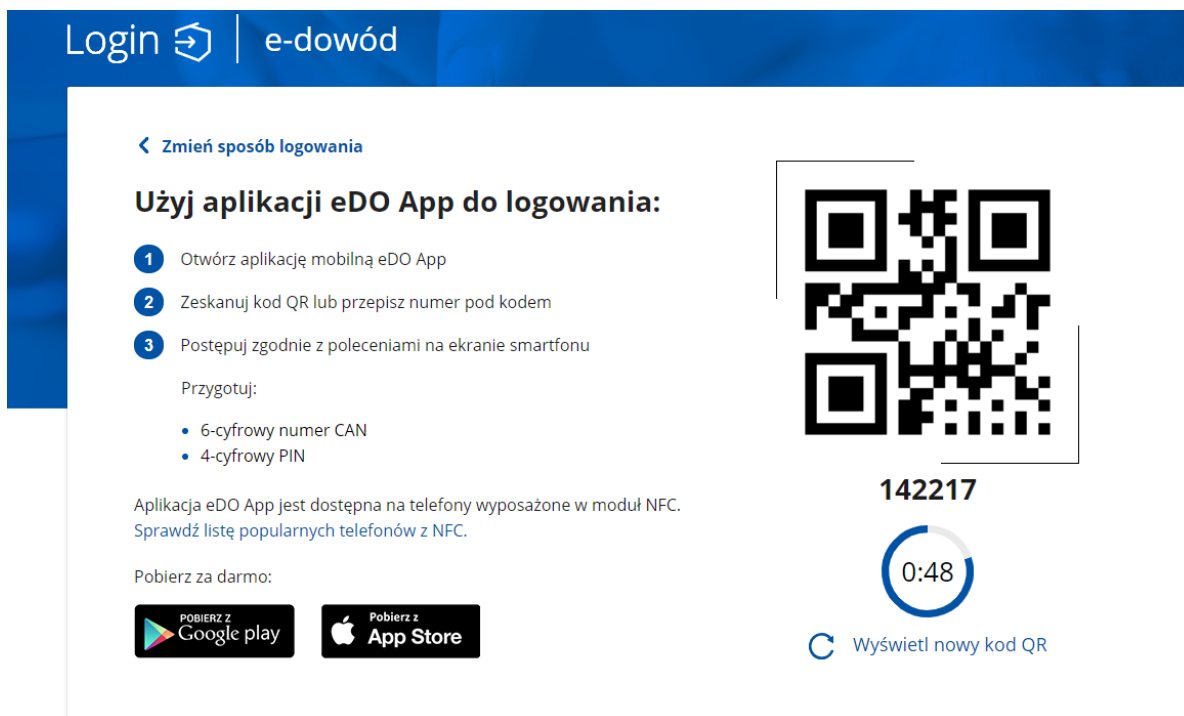 Login e-dowód
Zmień sposób logowania
Użyj aplikacji eDO App do logowania:
1 Otwórz aplikację mobilną eDO App
2 Zeskanuj kod QR lub przepisz numer pod kodem
3 Postępuj zgodnie z poleceniami na ekranie smartfonu
Przygotuj:
• 6-cyfrowy numer CAN
• 4-cyfrowy PIN
Aplikacja eDO App jest dostępna na telefony wyposażone w moduł NFC.
Sprawdź listę popularnych telefonów z NFC.
Pobierz za darmo:
POBIERZ Z
Google play
Pobierz z
App Store
142217
0:48
Wyświetl nowy kod QR